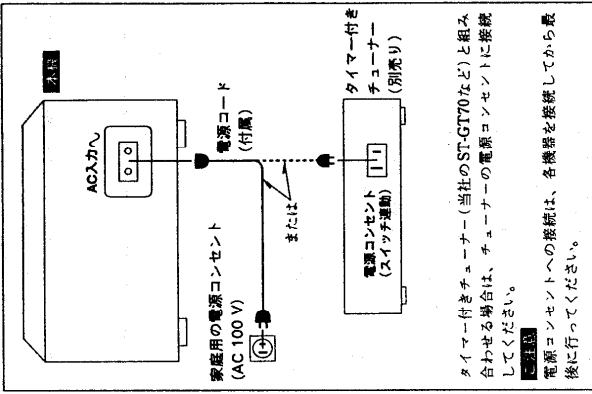 本機
AC入力へ
電源コード
(付属)
家庭用の電源コンセント
(AC 100 V)
または
タイマー付き
チューナー
(別売り)
電源コンセント
(スイッチ連動)
タイマー付きチューナー(当社のST-GT70など)と組み
合わせる場合は、チューナーの電源コンセントに接続
してください。
ご注意
電源コンセントへの接続は、各機器を接続してから最
後に行ってください。